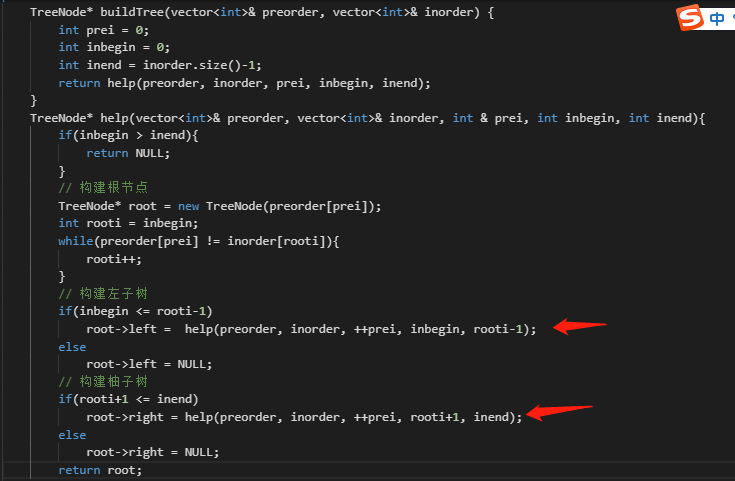 TreeNode* buildTree(vector<int>& preorder, vector<int>& inorder) {
    int prei = 0;
    int inbegin = 0;
    int inend = inorder.size()-1;
    return help(preorder, inorder, prei, inbegin, inend);
}
TreeNode* help(vector<int>& preorder, vector<int>& inorder, int & prei, int inbegin, int inend){
    if(inbegin > inend){
        return NULL;
    }
    // 构建根节点
    TreeNode* root = new TreeNode(preorder[prei]);
    int rooti = inbegin;
    while(preorder[prei] != inorder[rooti]){
        rooti++;
    }
    // 构建左子树
    if(inbegin <= rooti-1)
        root->left =  help(preorder, inorder, ++prei, inbegin, rooti-1);
    else
        root->left = NULL;
    // 构建柚子树
    if(rooti+1 <= inend)
        root->right = help(preorder, inorder, ++prei, rooti+1, inend);
    else
        root->right = NULL;
    return root;
S 中